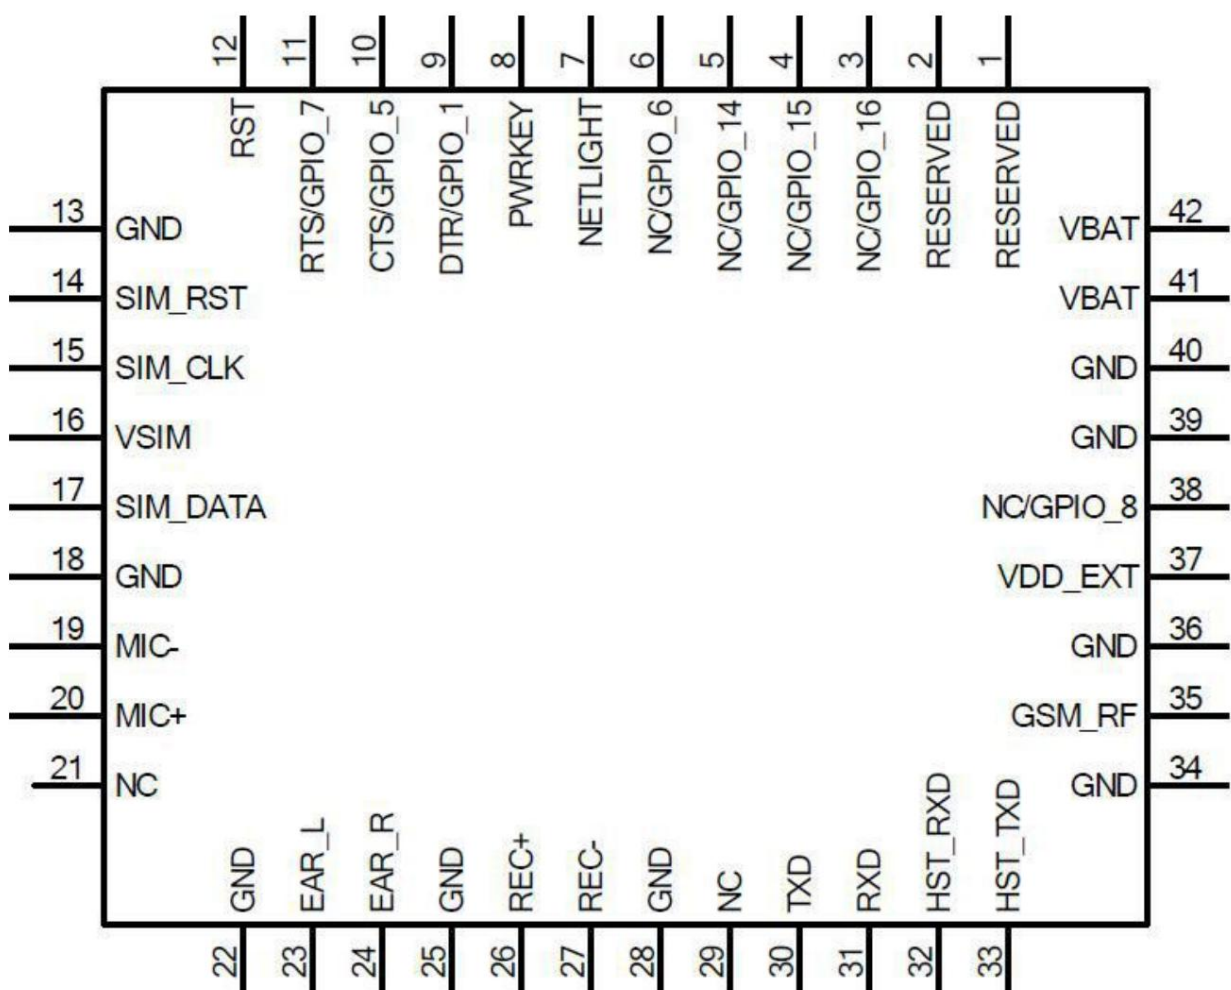 12 11 10 9 8 7 6 5 4 3 2 1
RST RTS/GPIO_7 CTS/GPIO_5 DTR/GPIO_1 PWRKEY NETLIGHT NC/GPIO_6 NC/GPIO_14 NC/GPIO_15 NC/GPIO_16 RESERVED RESERVED
13 GND VBAT 42
14 SIM_RST VBAT 41
15 SIM_CLK GND 40
16 VSIM GND 39
17 SIM_DATA NC/GPIO_8 38
18 GND VDD_EXT 37
19 MIC- GND 36
20 MIC+ GSM_RF 35
21 NC GND 34
GND EAR_L EAR_R GND REC+ REC- GND NC TXD RXD HST_RXD HST_TXD
22 23 24 25 26 27 28 29 30 31 32 33